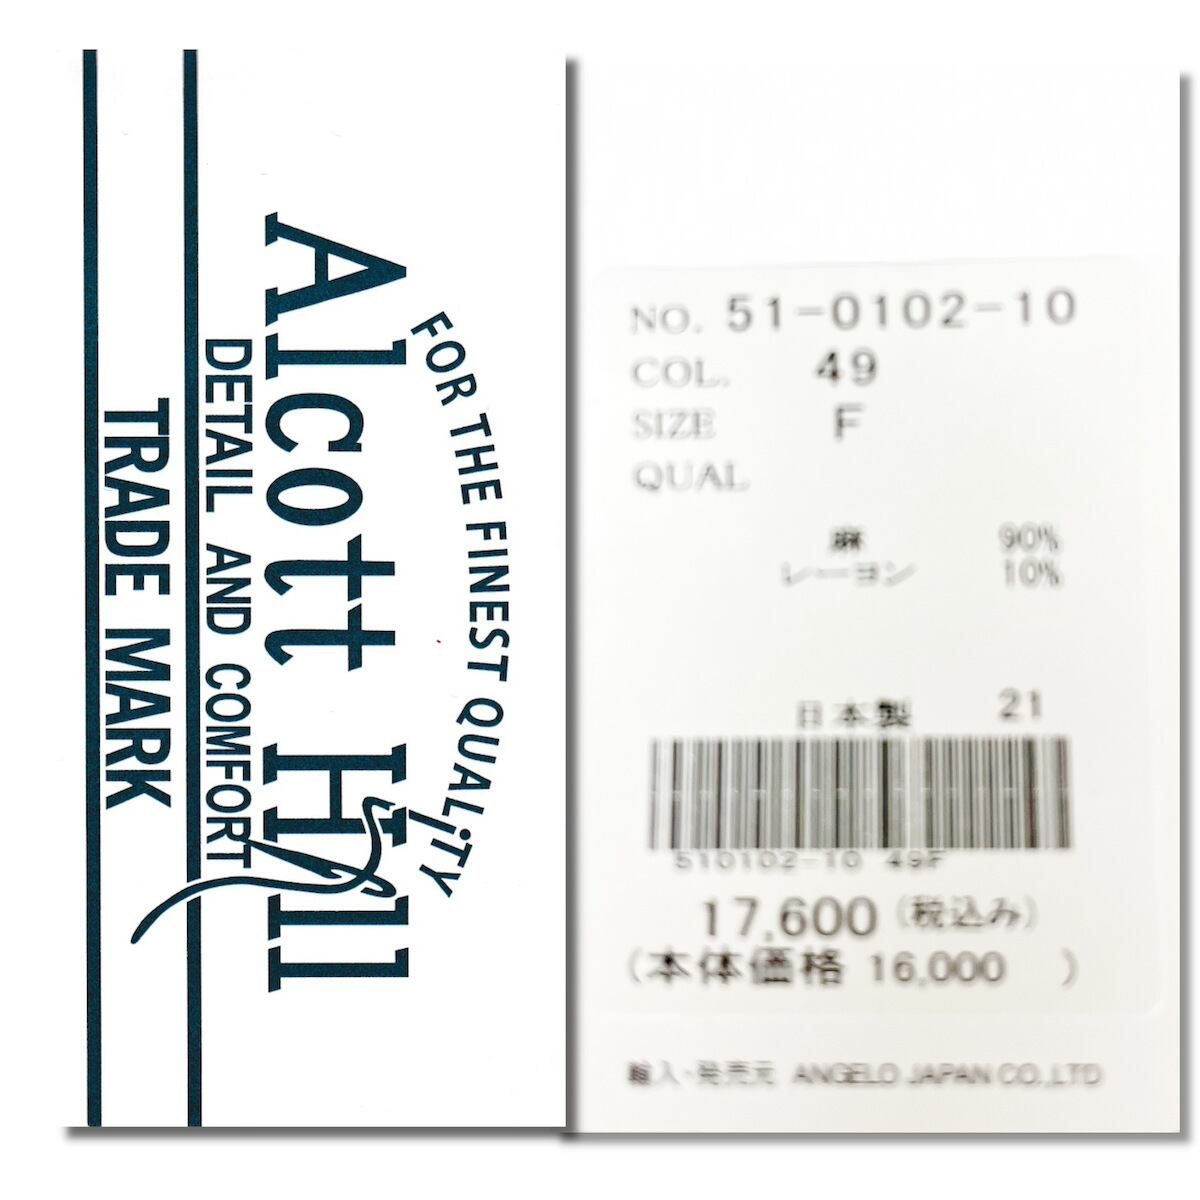 FOR THE FINEST QUALITY
Alcott Hill
DETAIL AND COMFORT
TRADE MARK
NO. 51-0102-10
COL. 49
SIZE F
QUAL
麻 90%
レーヨン 10%
日本製 21
510102-10 49F
17,600 (税込み)
(本体価格 16,000 )
輸入・発売元 ANGELO JAPAN CO.,LTD